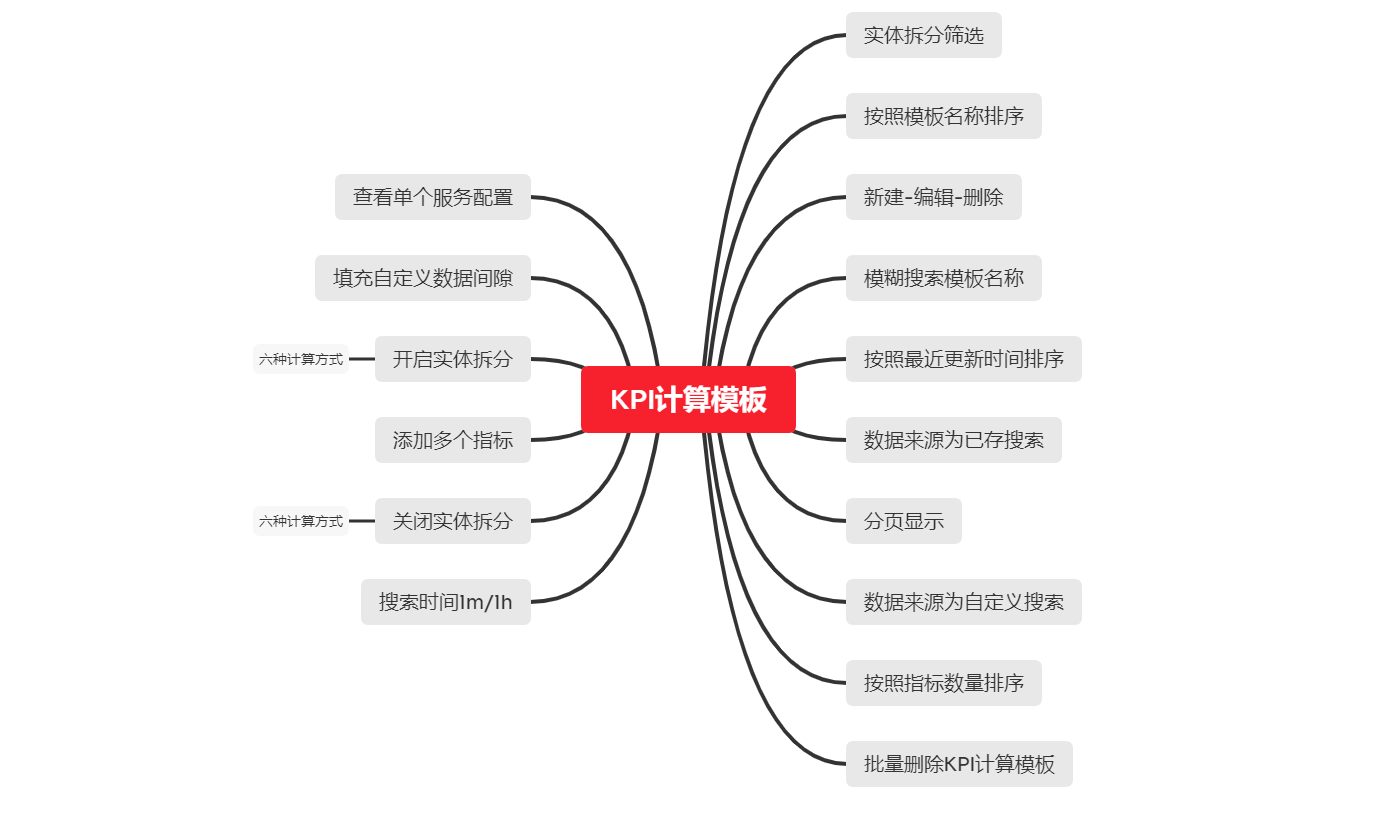 KPI计算模板
实体拆分筛选
按照模板名称排序
新建-编辑-删除
模糊搜索模板名称
按照最近更新时间排序
数据来源为已存搜索
分页显示
数据来源为自定义搜索
按照指标数量排序
批量删除KPI计算模板
查看单个服务配置
填充自定义数据间隙
开启实体拆分
六种计算方式
添加多个指标
关闭实体拆分
六种计算方式
搜索时间1m/1h